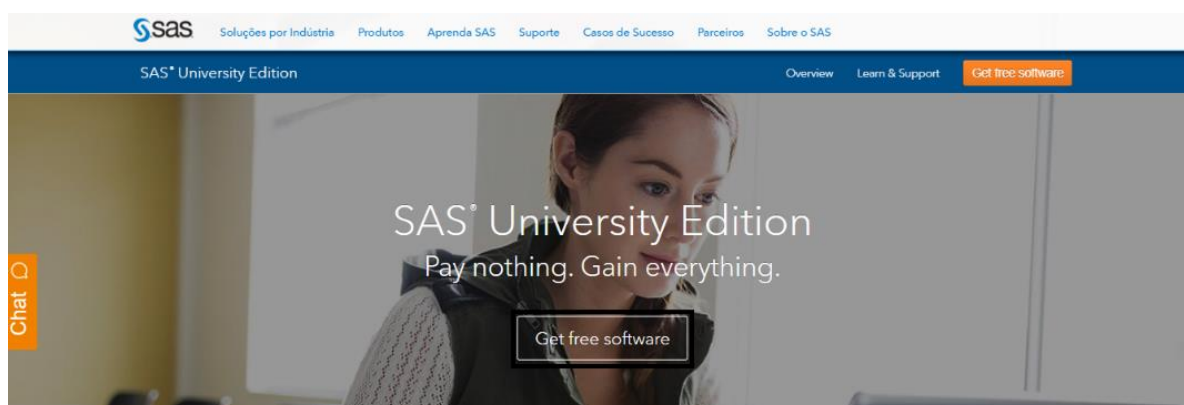 sas
Soluções por Indústria Produtos Aprenda SAS Suporte Casos de Sucesso Parceiros Sobre o SAS
SAS® University Edition Overview Learn & Support Get free software
SAS® University Edition
Pay nothing. Gain everything.
Get free software
Chat